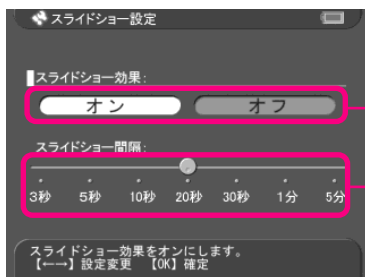 スライドショー設定
スライドショー効果:
オン オフ
スライドショー間隔:
3秒 5秒 10秒 20秒 30秒 1分 5分
スライドショー効果をオンにします。
【←→】設定変更 【OK】確定